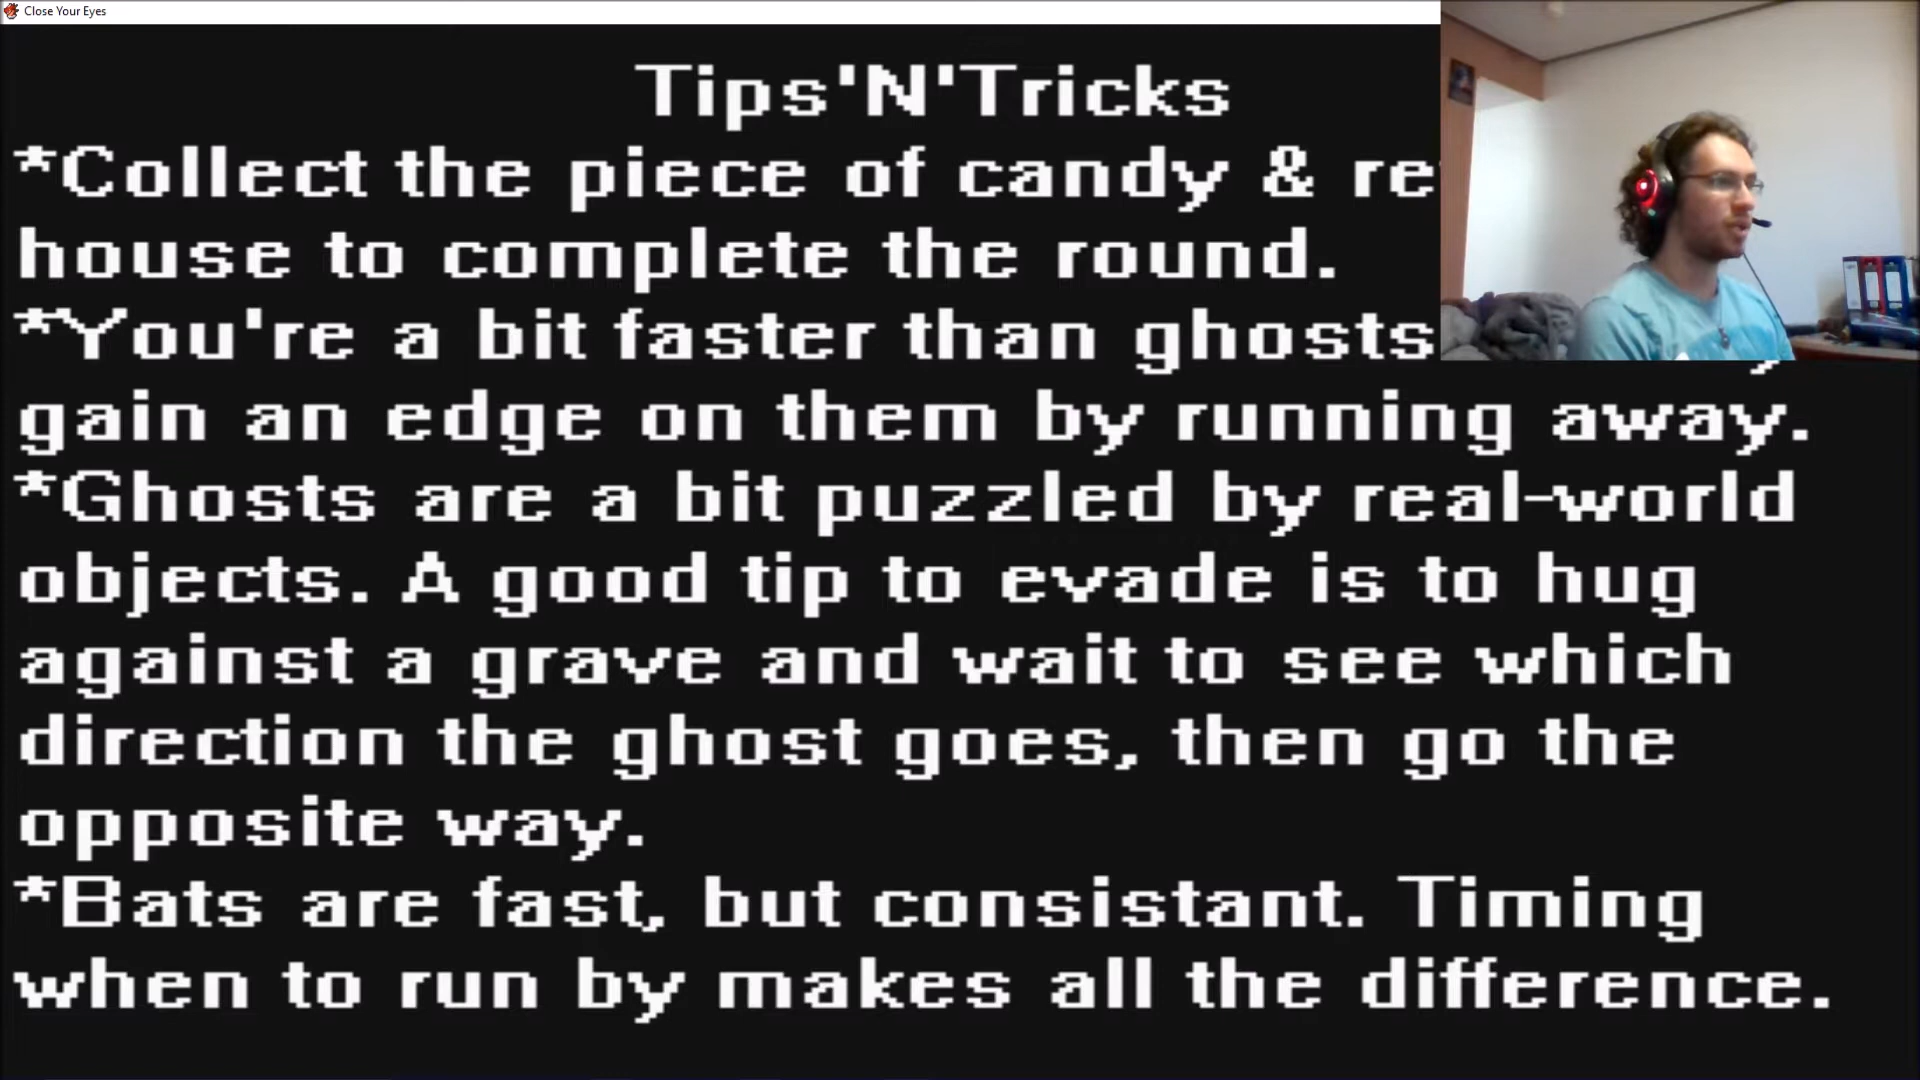 Close Your Eyes
Tips'N'Tricks
*Collect the piece of candy &
house to complete the round.
*You're a bit faster than ghosts
gain an edge on them by running away.
*Ghosts are a bit puzzled by real-world
objects. A good tip to evade is to hug
against a grave and wait to see which
direction the ghost goes, then go the
opposite way.
*Bats are fast, but consistant. Timing
when to run by makes all the difference.